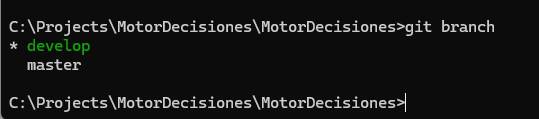 C:\Projects\MotorDecisiones\MotorDecisiones>git branch
* develop
  master
C:\Projects\MotorDecisiones\MotorDecisiones>